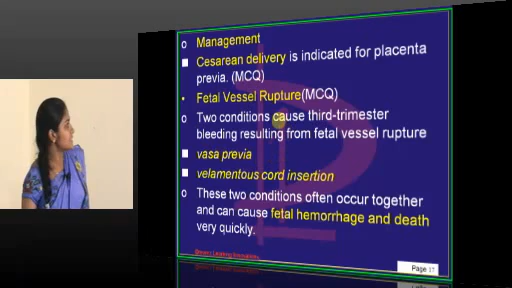 Management
Cesarean delivery is indicated for placenta
previa. (MCQ)
Fetal Vessel Rupture(MCQ)
Two conditions cause third-trimester
bleeding resulting from fetal vessel rupture
vasa previa
velamentous cord insertion
These two conditions often occur together
and can cause fetal hemorrhage and death
very quickly.
Page 17